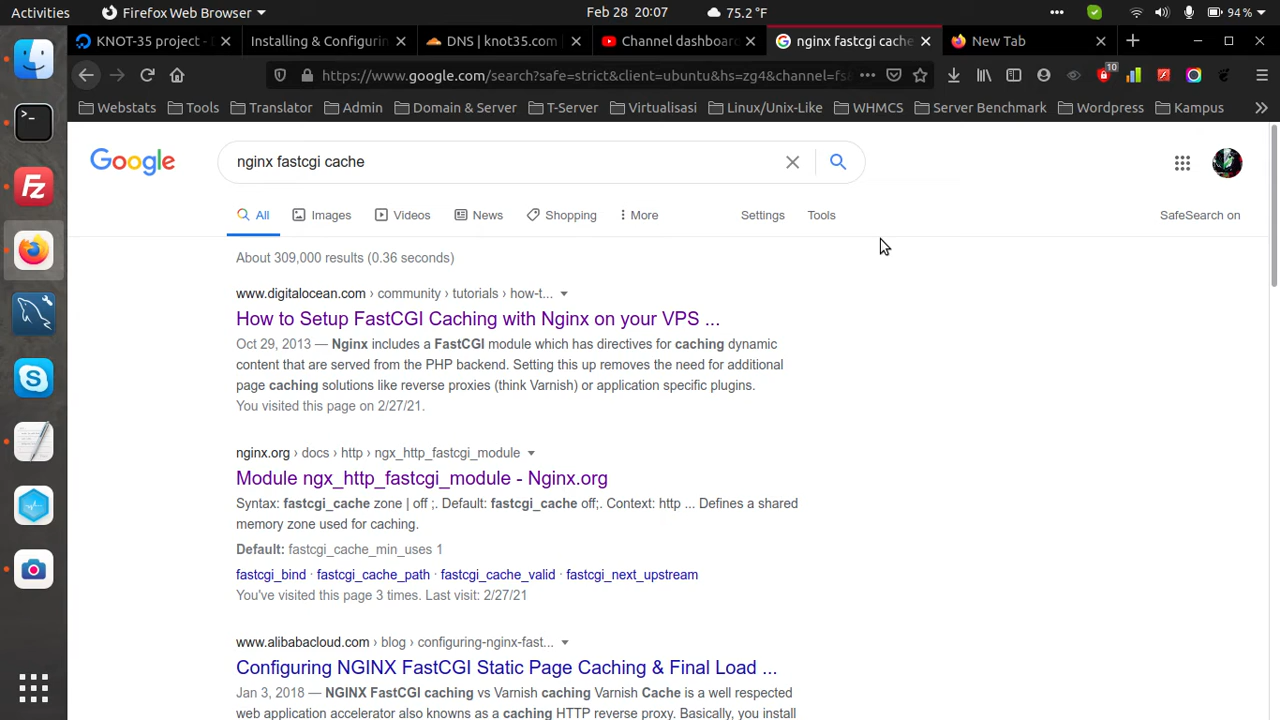 Activities
Firefox Web Browser
Feb 28 20:07
75.2 °F
94 %
KNOT-35 project - D
Installing & Configurin
DNS | knot35.com
Channel dashboard
nginx fastcgi cache
New Tab
https://www.google.com/search?safe=strict&client=ubuntu&hs=zg4&channel=fs&
10
Webstats
Tools
Translator
Admin
Domain & Server
T-Server
Virtualisasi
Linux/Unix-Like
WHMCS
Server Benchmark
Wordpress
Kampus
Google
nginx fastcgi cache
All
Images
Videos
News
Shopping
More
Settings
Tools
SafeSearch on
About 309,000 results (0.36 seconds)
www.digitalocean.com › community › tutorials › how-t...
How to Setup FastCGI Caching with Nginx on your VPS ...
Oct 29, 2013 — Nginx includes a FastCGI module which has directives for caching dynamic
content that are served from the PHP backend. Setting this up removes the need for additional
page caching solutions like reverse proxies (think Varnish) or application specific plugins.
You visited this page on 2/27/21.
nginx.org › docs › http › ngx_http_fastcgi_module
Module ngx_http_fastcgi_module - Nginx.org
Syntax: fastcgi_cache zone | off ;. Default: fastcgi_cache off;. Context: http ... Defines a shared
memory zone used for caching.
Default: fastcgi_cache_min_uses 1
fastcgi_bind · fastcgi_cache_path · fastcgi_cache_valid · fastcgi_next_upstream
You've visited this page 3 times. Last visit: 2/27/21
www.alibabacloud.com › blog › configuring-nginx-fast...
Configuring NGINX FastCGI Static Page Caching & Final Load ...
Jan 3, 2018 — NGINX FastCGI caching vs Varnish caching Varnish Cache is a well respected
web application accelerator also knowns as a caching HTTP reverse proxy. Basically, you install